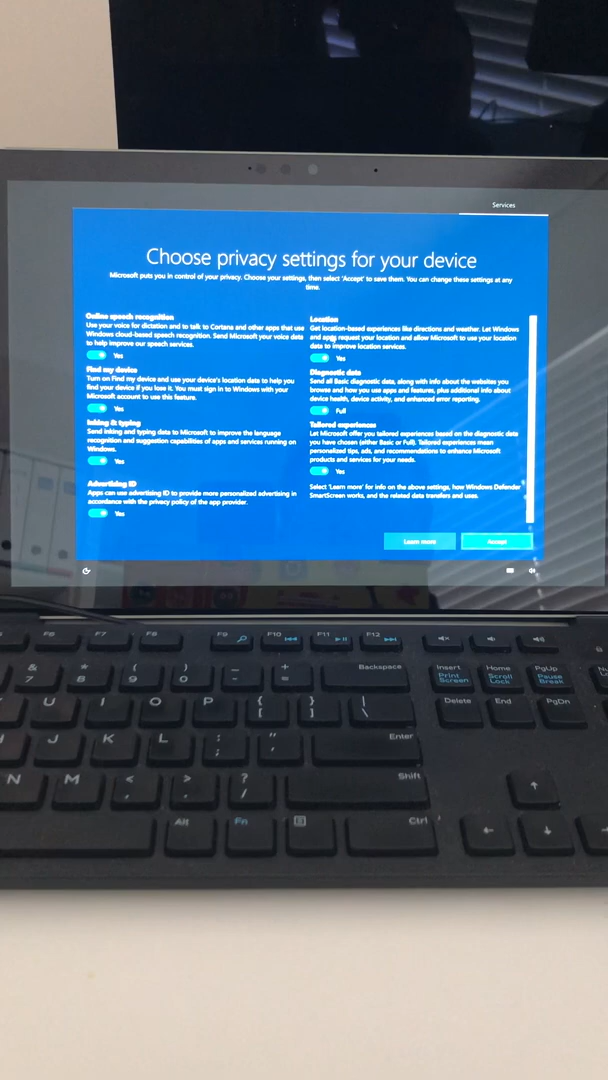 Services
Choose privacy settings for your device
Microsoft puts you in control of your privacy. Choose your settings, then select 'Accept' to save them. You can change these settings at any
time.
Online speech recognition
Use your voice for dictation and to talk to Cortana and other apps that use
Windows cloud-based speech recognition. Send Microsoft your voice data
to help improve our speech services.
Yes
Find my device
Turn on Find my device and use your device's location data to help you
find your device if you lose it. You must sign in to Windows with your
Microsoft account to use this feature.
Yes
Inking & typing
Send inking and typing data to Microsoft to improve the language
recognition and suggestion capabilities of apps and services running on
Windows.
Yes
Advertising ID
Apps can use advertising ID to provide more personalized advertising in
accordance with the privacy policy of the app provider.
Yes
Location
Get location-based experiences like directions and weather. Let Windows
and apps request your location and allow Microsoft to use your location
data to improve location services.
Yes
Diagnostic data
Send all Basic diagnostic data, along with info about the websites you
browse and how you use apps and features, plus additional info about
device health, device activity, and enhanced error reporting.
Full
Tailored experiences
Let Microsoft offer you tailored experiences based on the diagnostic data
you have chosen (either Basic or Full). Tailored experiences mean
personalized tips, ads, and recommendations to enhance Microsoft
products and services for your needs.
Yes
Select 'Learn more' for info on the above settings, how Windows Defender
SmartScreen works, and the related data transfers and uses.
Learn more Accept
F6 F7 F8 F9 F10 F11 F12
& * ( ) _ + Backspace Insert Home PgUp
7 8 9 0 - = Print Screen Scroll Lock Pause Break
U I O P { } | Delete End PgDn
[ ] \
J K L : " Enter
; '
N M < > ? Shift
, . /
Alt Fn Ctrl